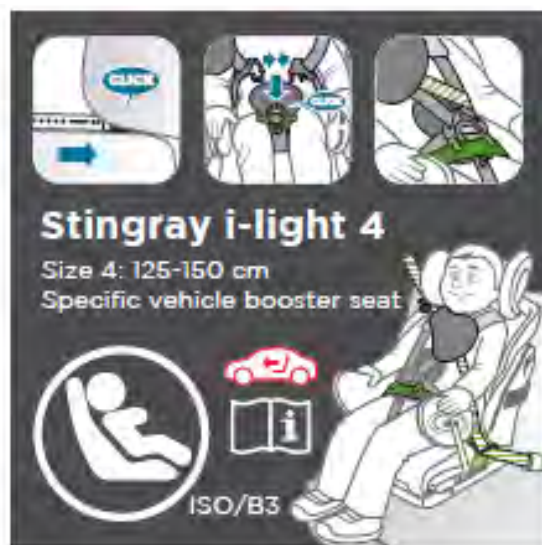 CLICK
CLICK
Stingray i-light 4
Size 4: 125-150 cm
Specific vehicle booster seat
i
ISO/B3